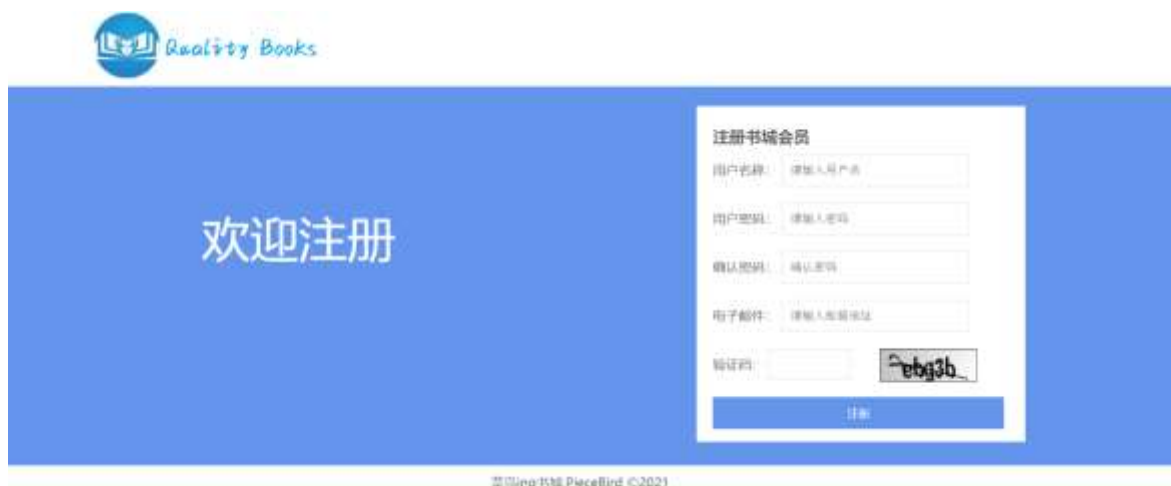 Quality Books
注册书城会员
用户名称： 请输入用户名
用户密码： 请输入密码
欢迎注册
确认密码： 确认密码
电子邮件： 请输入邮箱地址
验证码： ebg3b
注册
书城 PieceBird ©2021